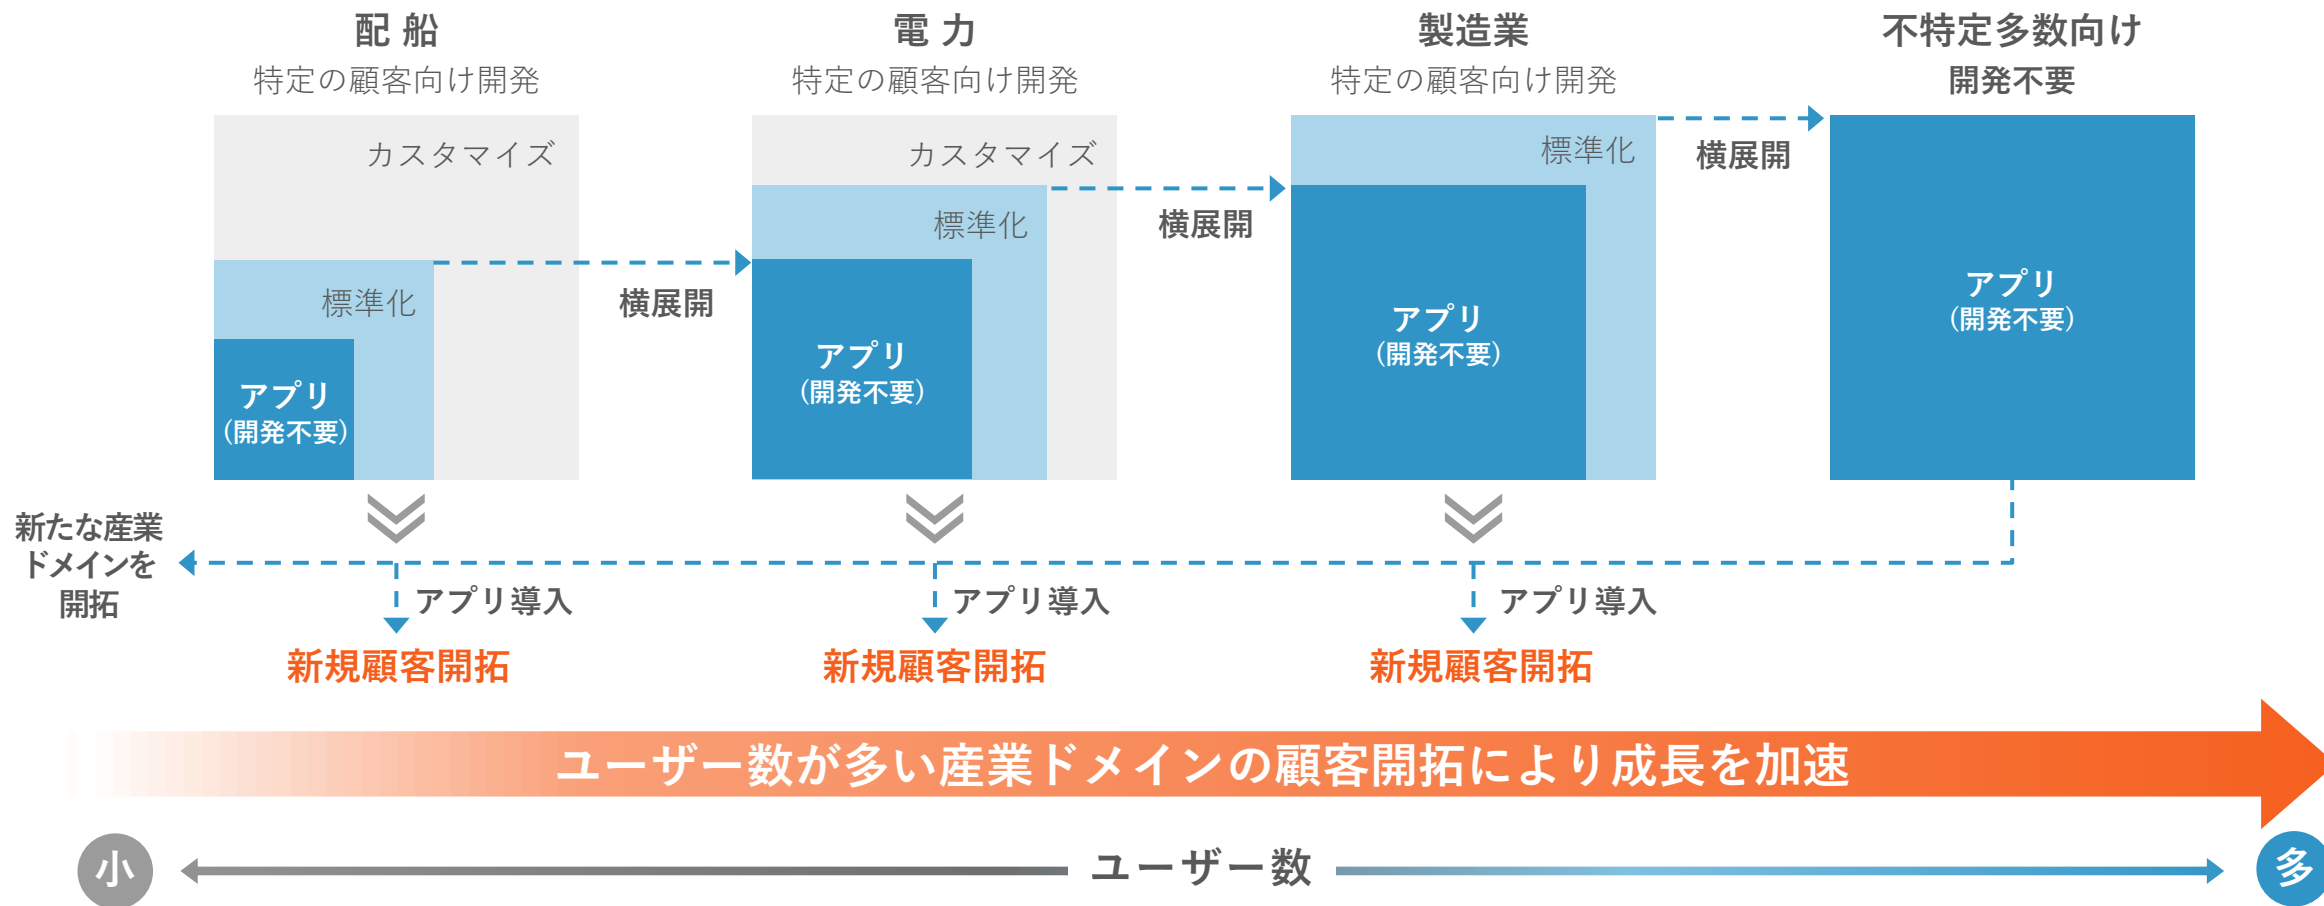 配 船
特定の顧客向け開発
カスタマイズ
標準化
アプリ
(開発不要)
横展開
電 力
特定の顧客向け開発
カスタマイズ
標準化
アプリ
(開発不要)
横展開
製造業
特定の顧客向け開発
標準化
アプリ
(開発不要)
横展開
不特定多数向け
開発不要
アプリ
(開発不要)
新たな産業
ドメインを
開拓
アプリ導入
新規顧客開拓
アプリ導入
新規顧客開拓
アプリ導入
新規顧客開拓
ユーザー数が多い産業ドメインの顧客開拓により成長を加速
小
ユーザー数
多